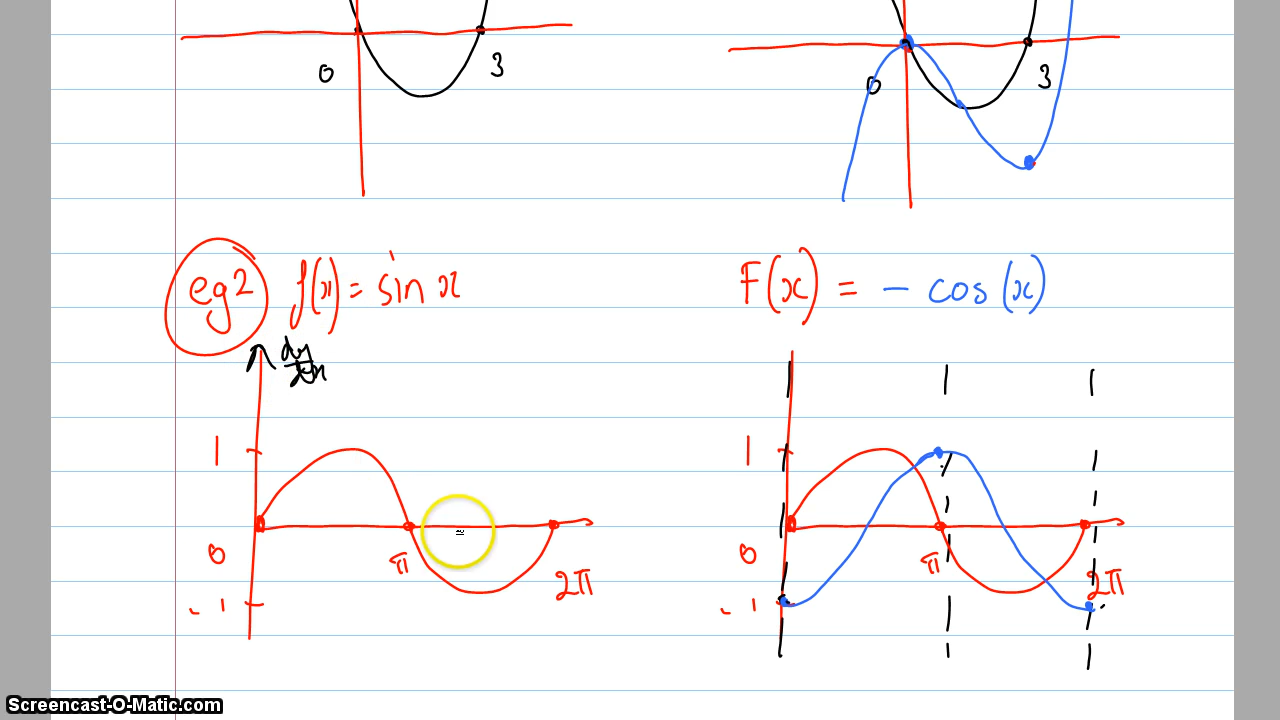 0 3
0 3
eg2 f(x) = sin x
F(x) = - cos(x)
dy
dx
1
0 π 2π
-1
1
0 π 2π
-1
Screencast-O-Matic.com